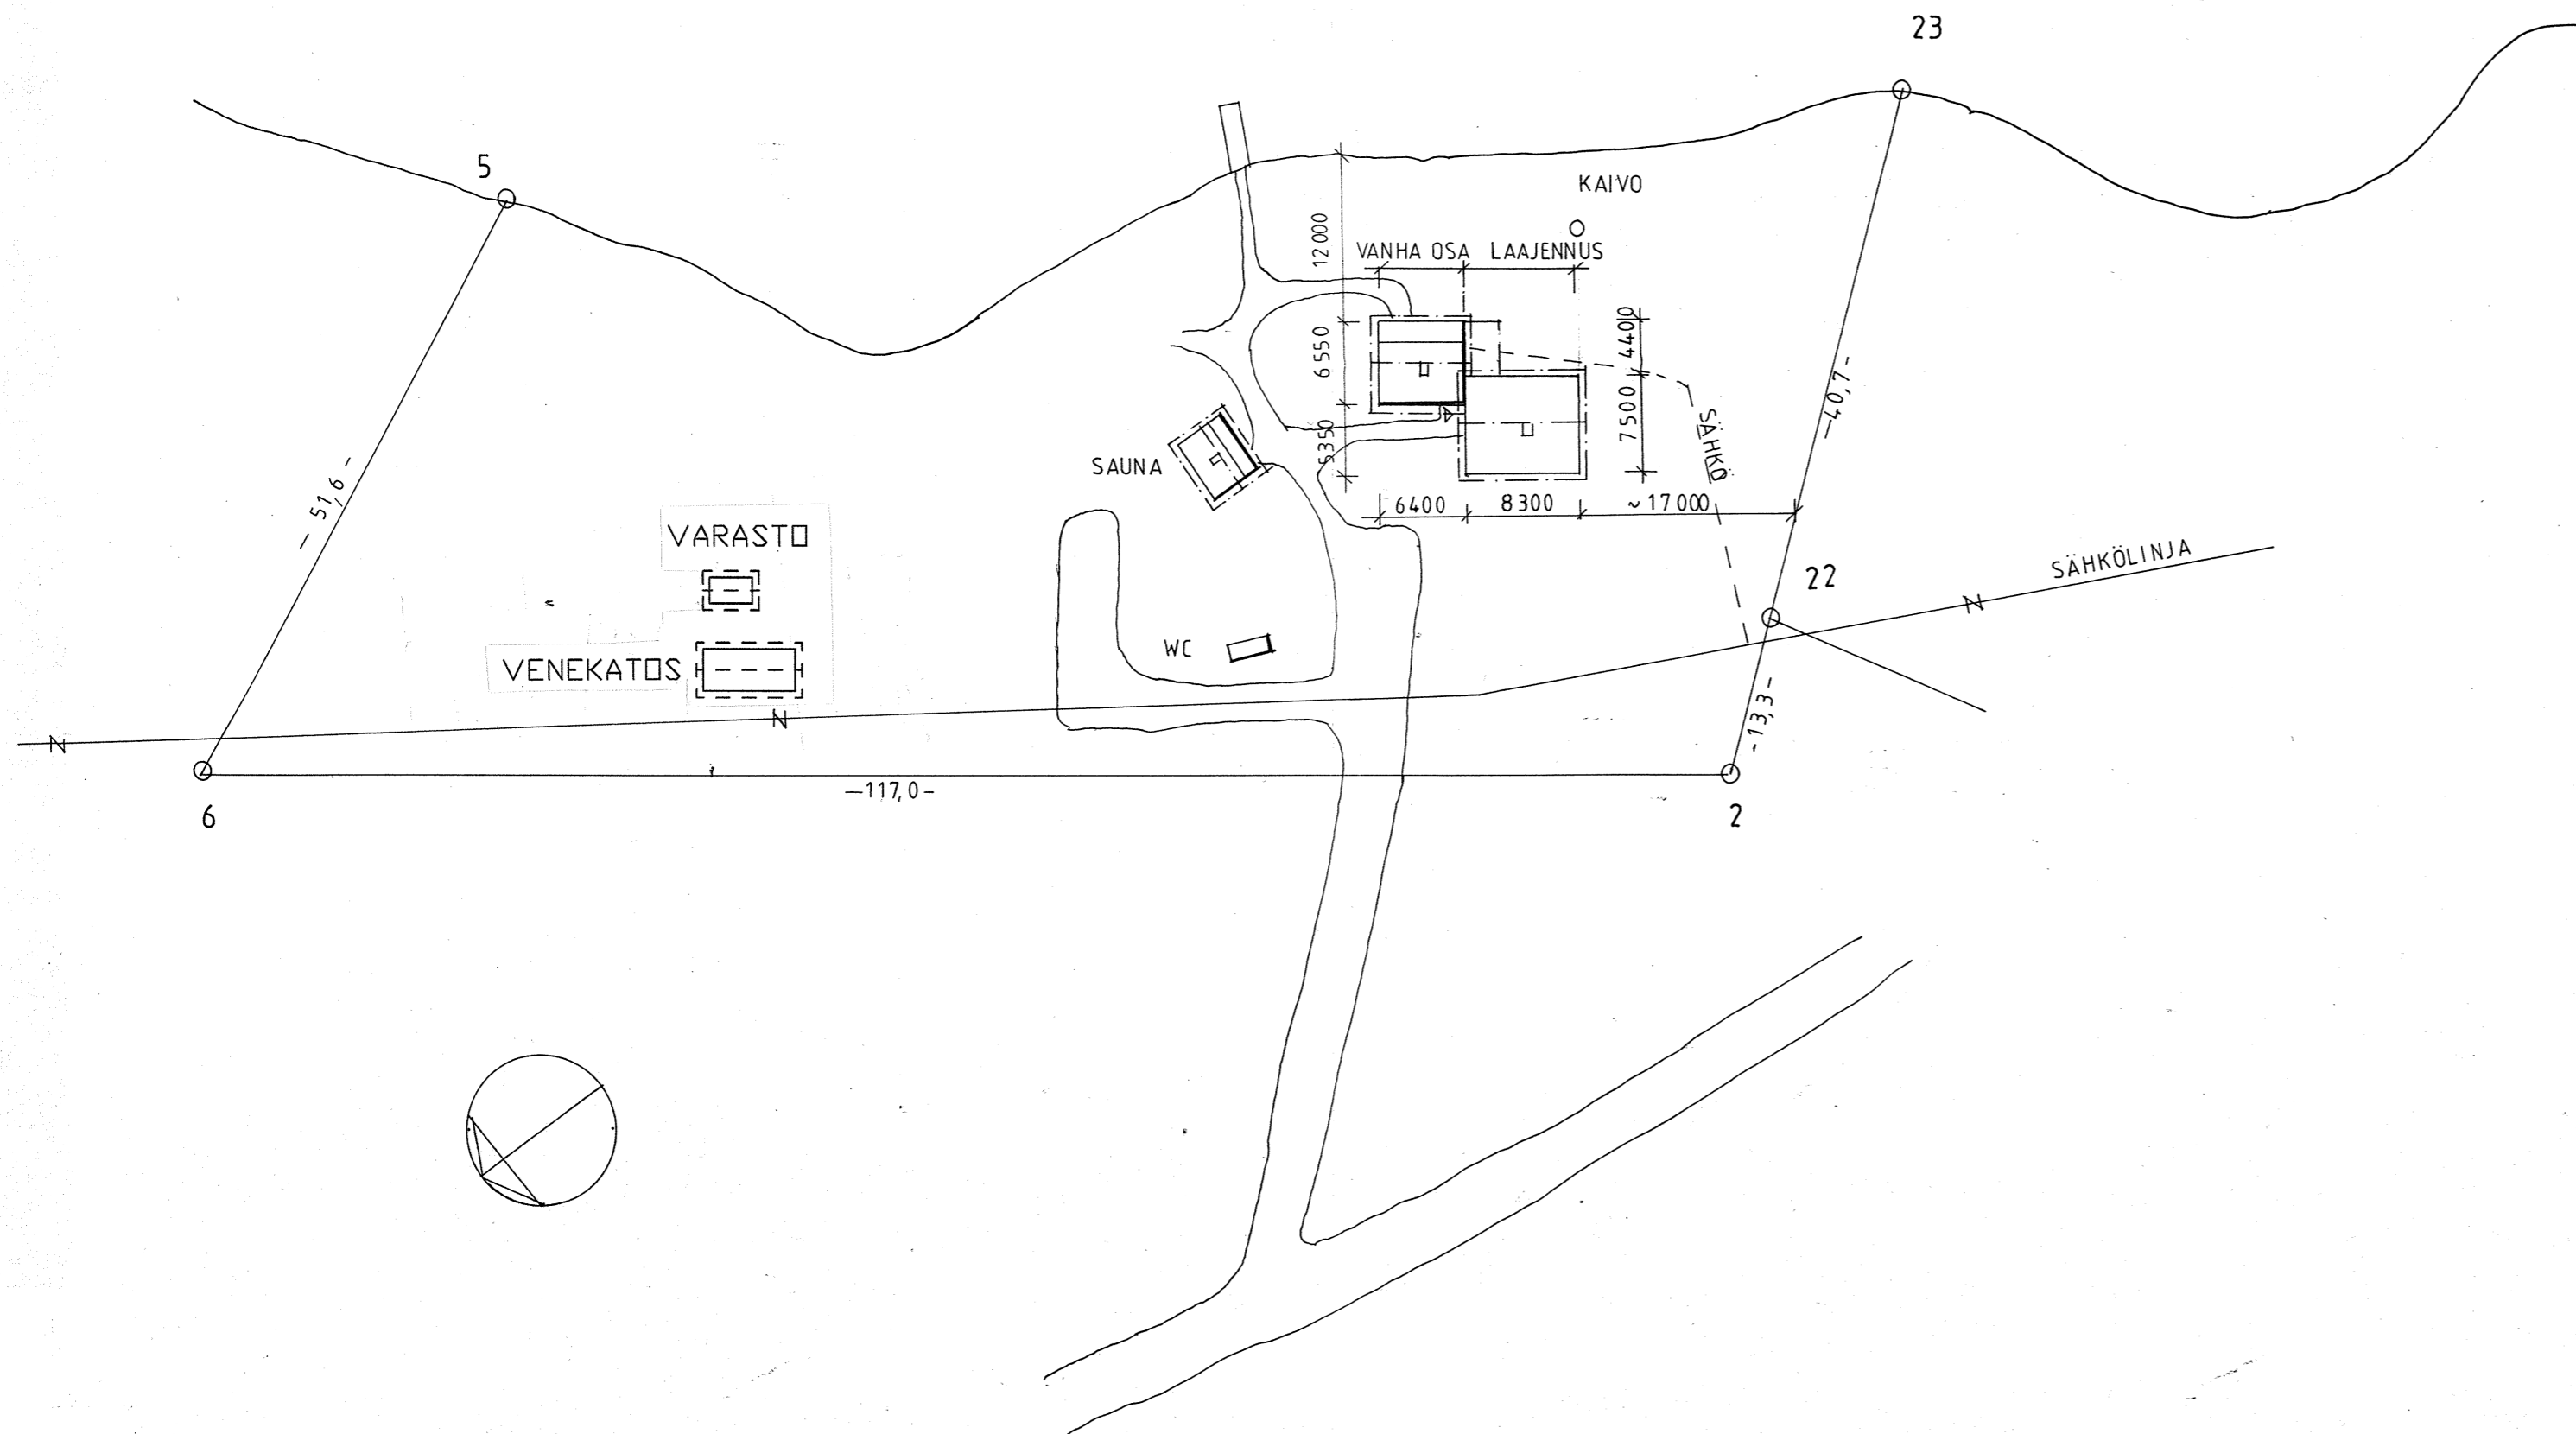 23
5
KAIVO
12000
VANHA OSA LAAJENNUS
6550
4400
5350
7500
—40,7-
SÄHKÖ
SAUNA
— 51,6 -
6400 8300 ~17000
VARASTO
22
SÄHKÖLINJA
N
WC
VENEKATOS
N
N
-13,3-
—117,0-
6
2